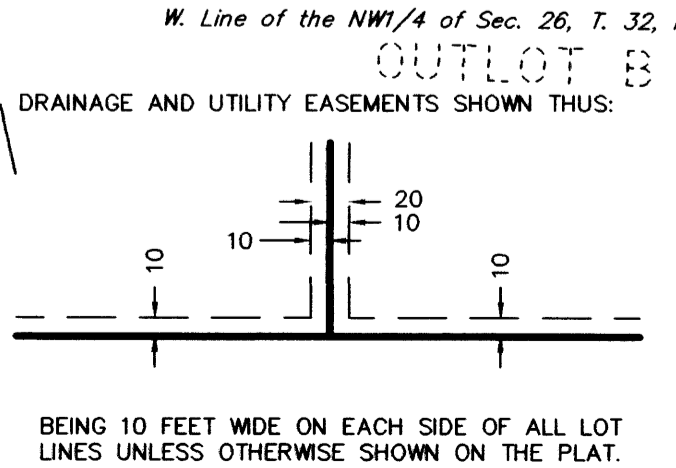 W. Line of the NW1/4 of Sec. 26, T. 32,
OUTLOT B
DRAINAGE AND UTILITY EASEMENTS SHOWN THUS:
20
10
10
10
10
BEING 10 FEET WIDE ON EACH SIDE OF ALL LOT
LINES UNLESS OTHERWISE SHOWN ON THE PLAT.